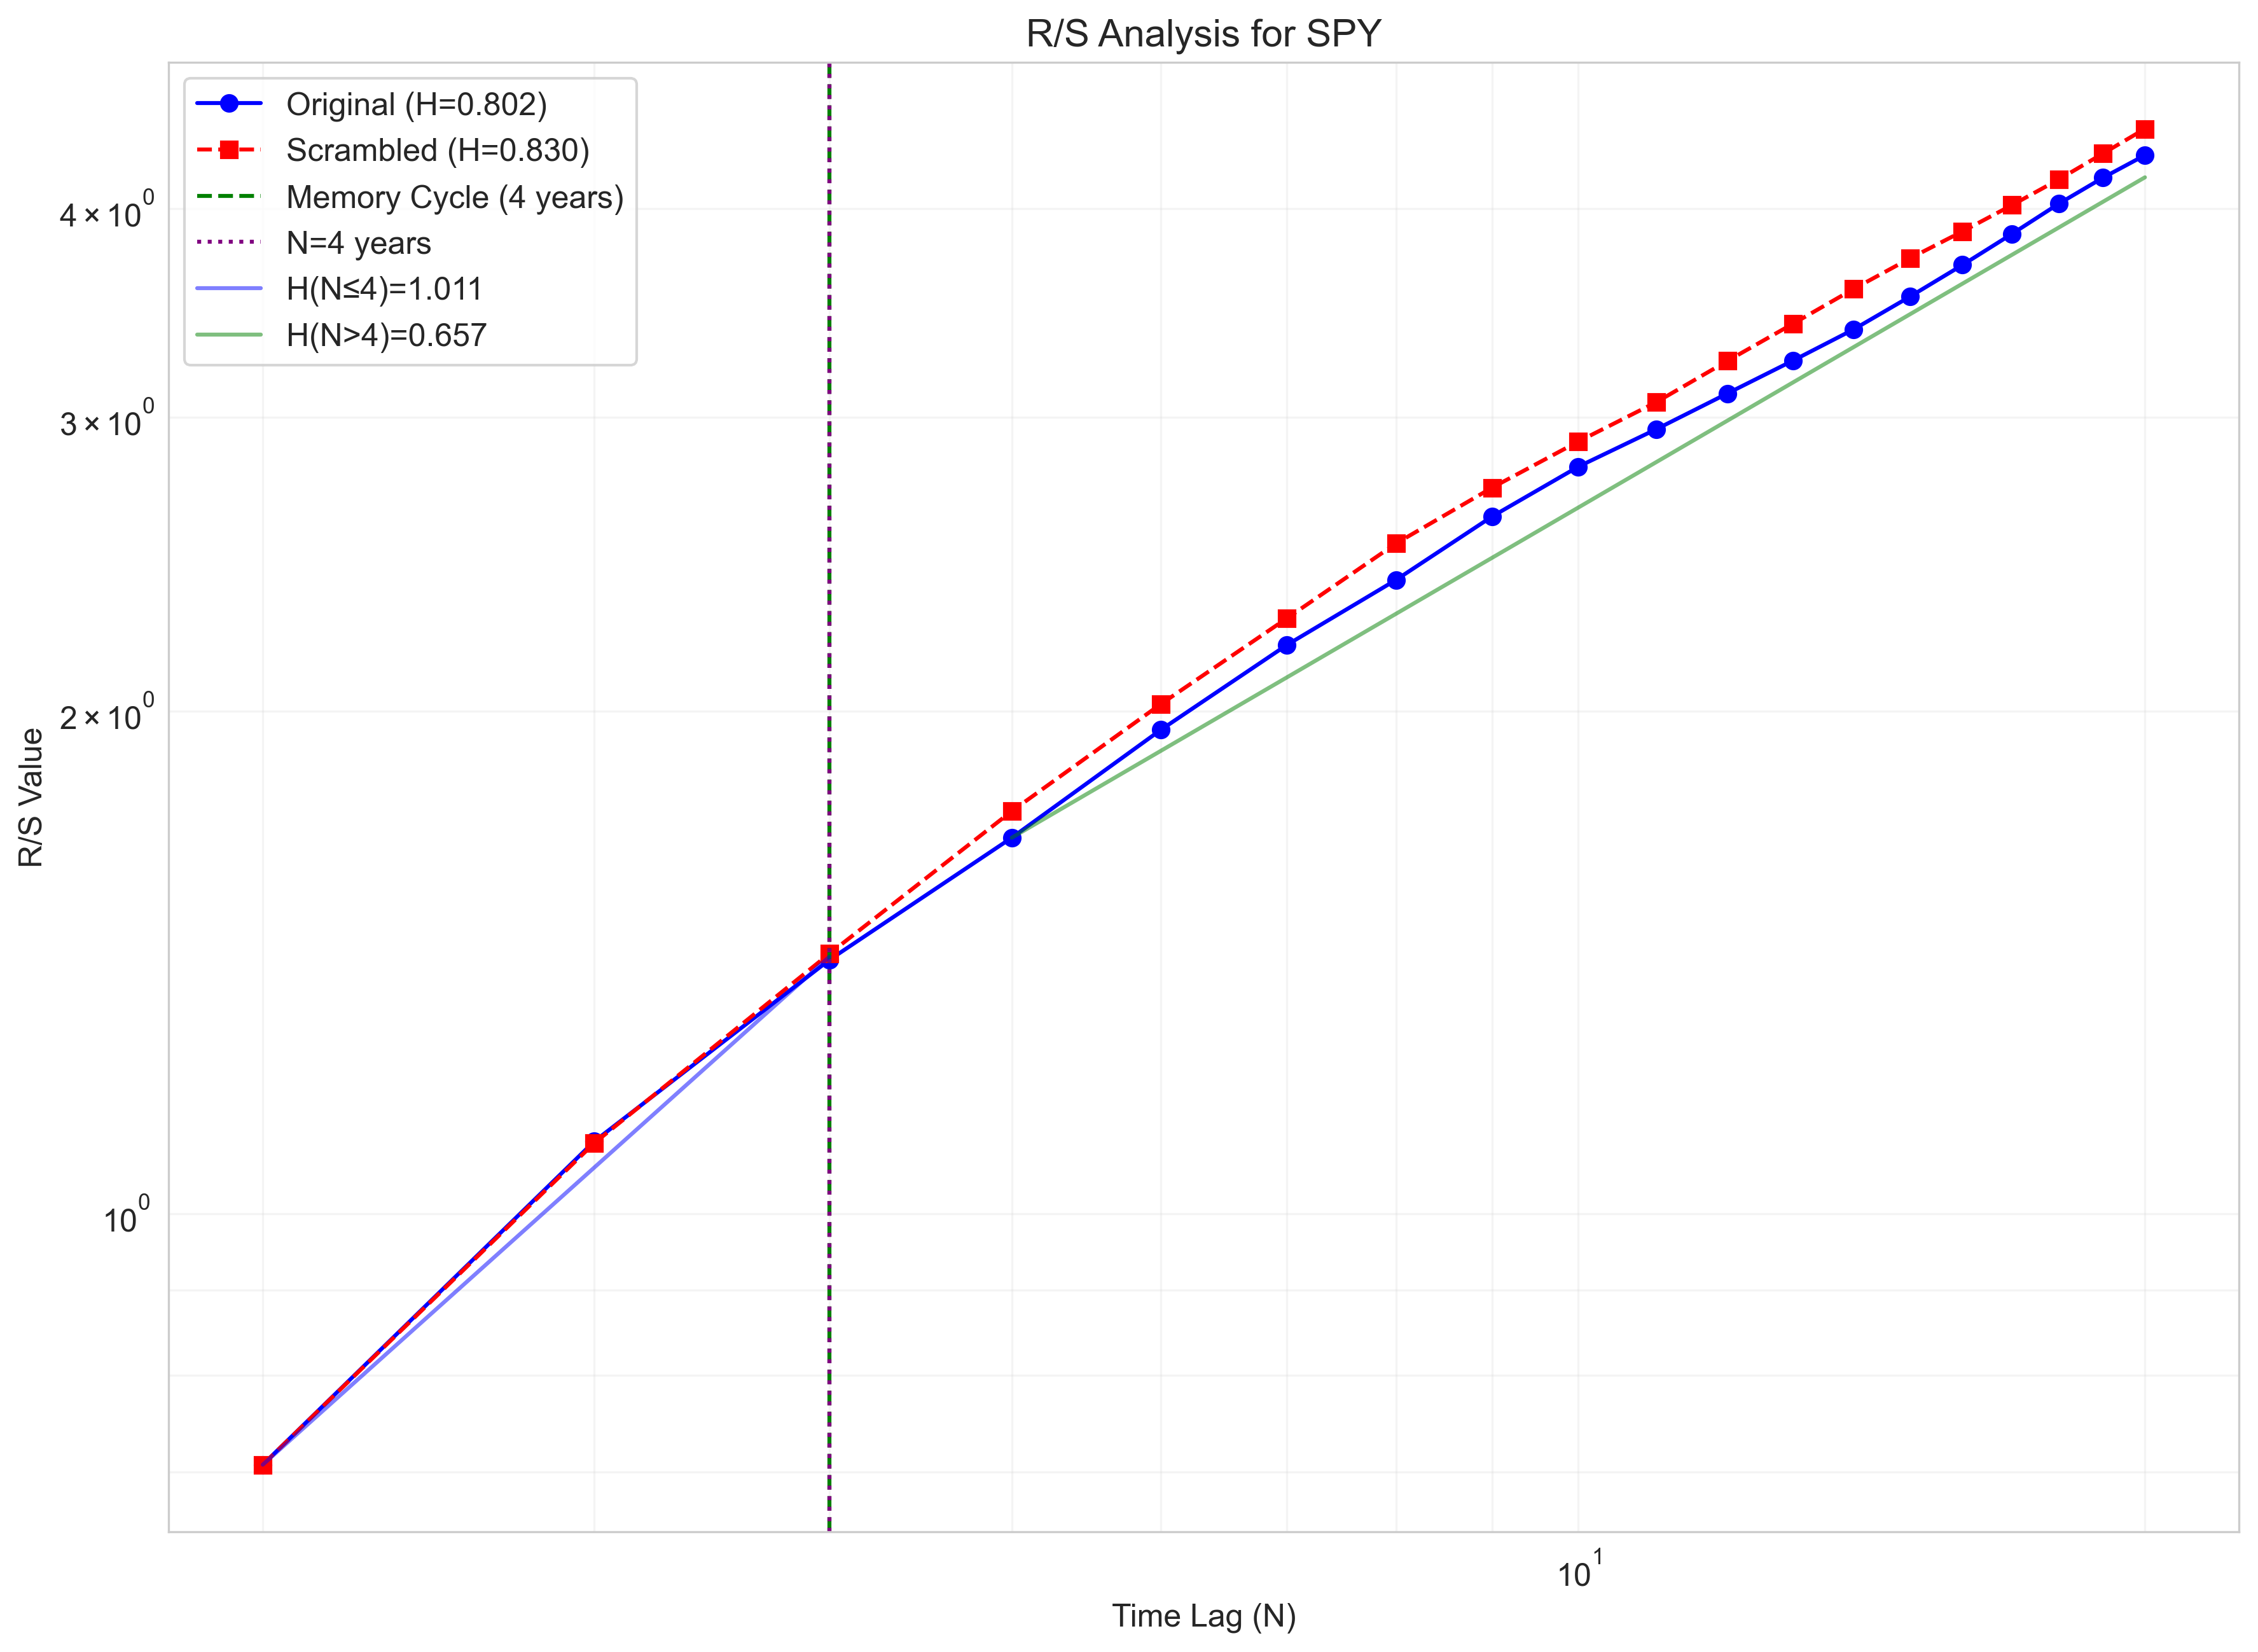 R/S Analysis for SPY
Original (H=0.802)
Scrambled (H=0.830)
Memory Cycle (4 years)
N=4 years
H(N≤4)=1.011
H(N>4)=0.657
4 × 10⁰
3 × 10⁰
2 × 10⁰
10⁰
R/S Value
10¹
Time Lag (N)